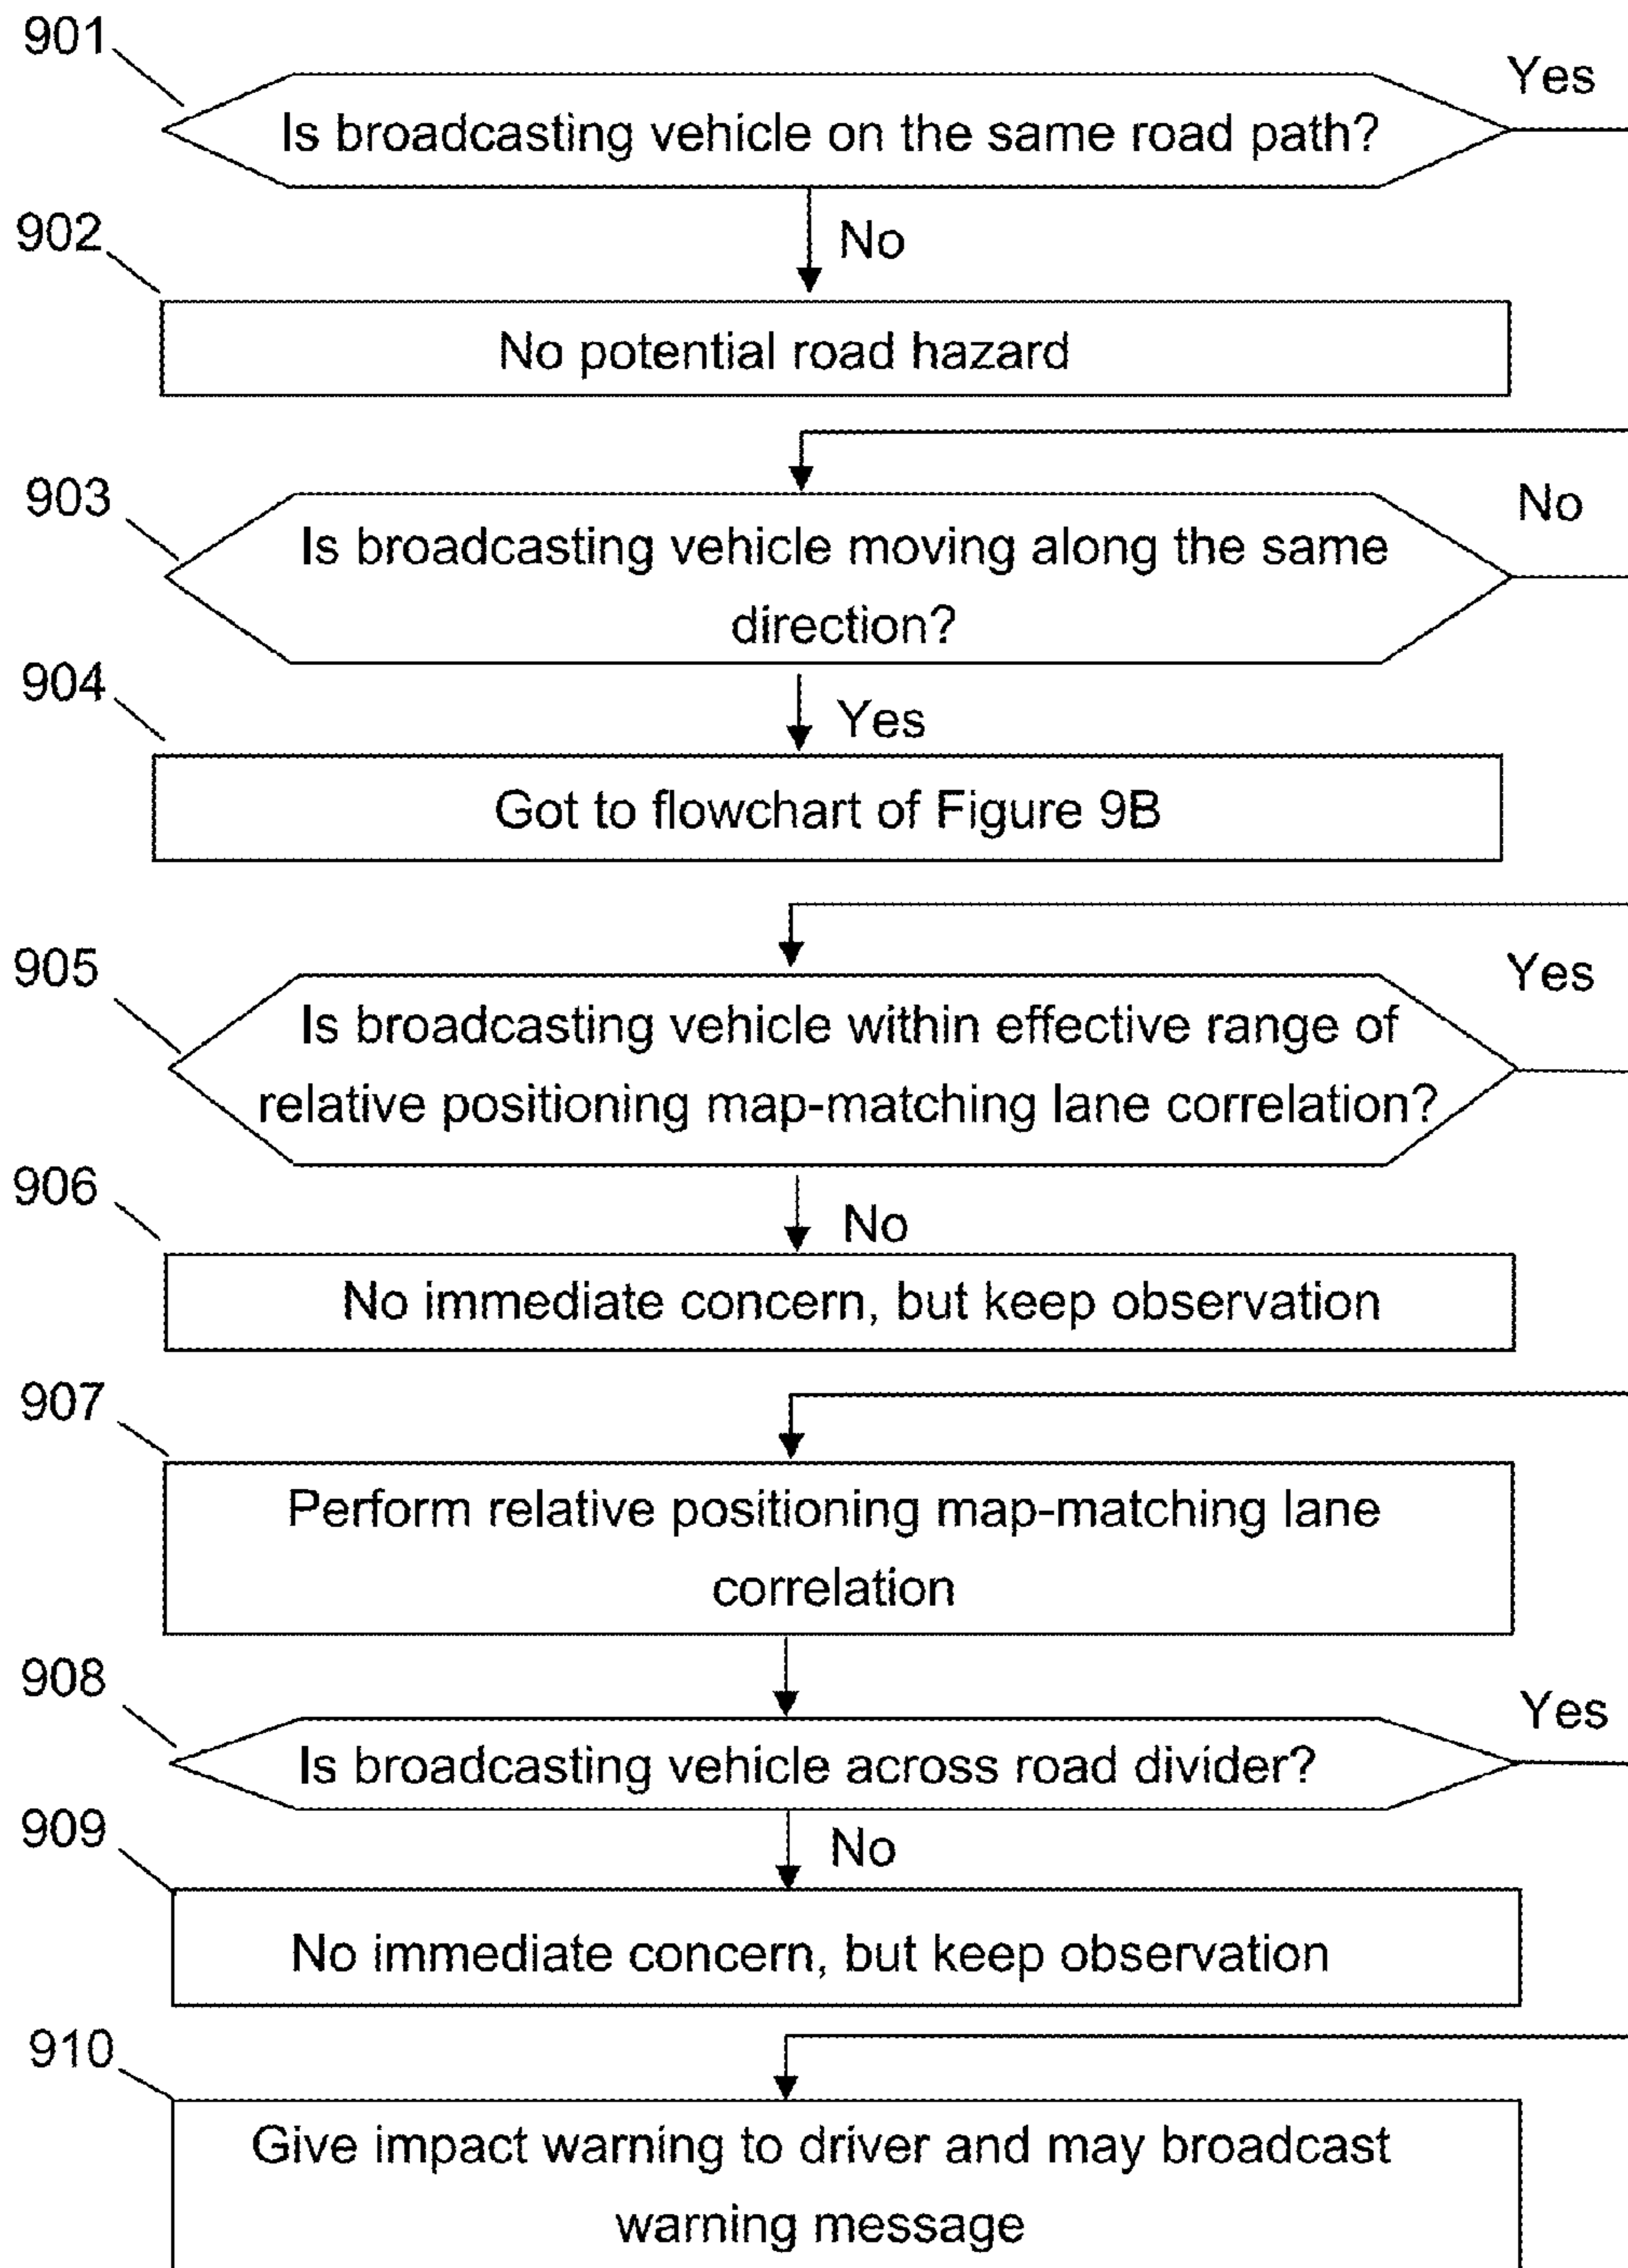 901
Yes
Is broadcasting vehicle on the same road path?
902
No
No potential road hazard
903
No
Is broadcasting vehicle moving along the same
direction?
904
Yes
Got to flowchart of Figure 9B
905
Yes
Is broadcasting vehicle within effective range of
relative positioning map-matching lane correlation?
906
No
No immediate concern, but keep observation
907
Perform relative positioning map-matching lane
correlation
908
Yes
Is broadcasting vehicle across road divider?
909
No
No immediate concern, but keep observation
910
Give impact warning to driver and may broadcast
warning message